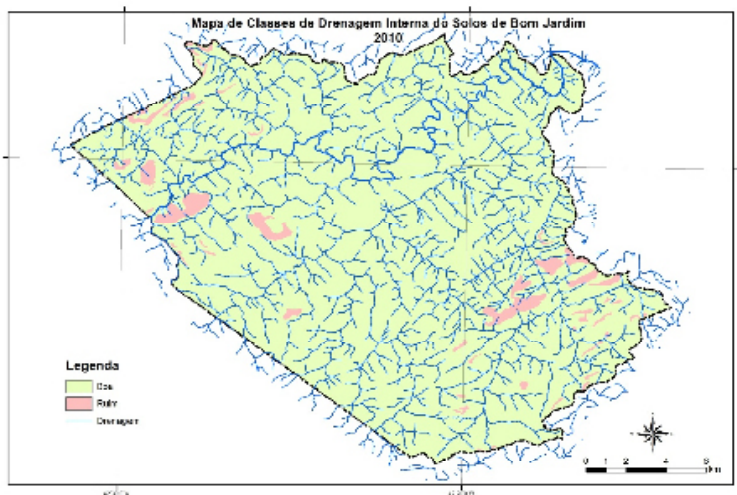 Mapa de Classes de Drenagem Interna do Solos de Bom Jardim
2010
Legenda
Boa
Ruim
Drenagem
0 1 2 4 6
km